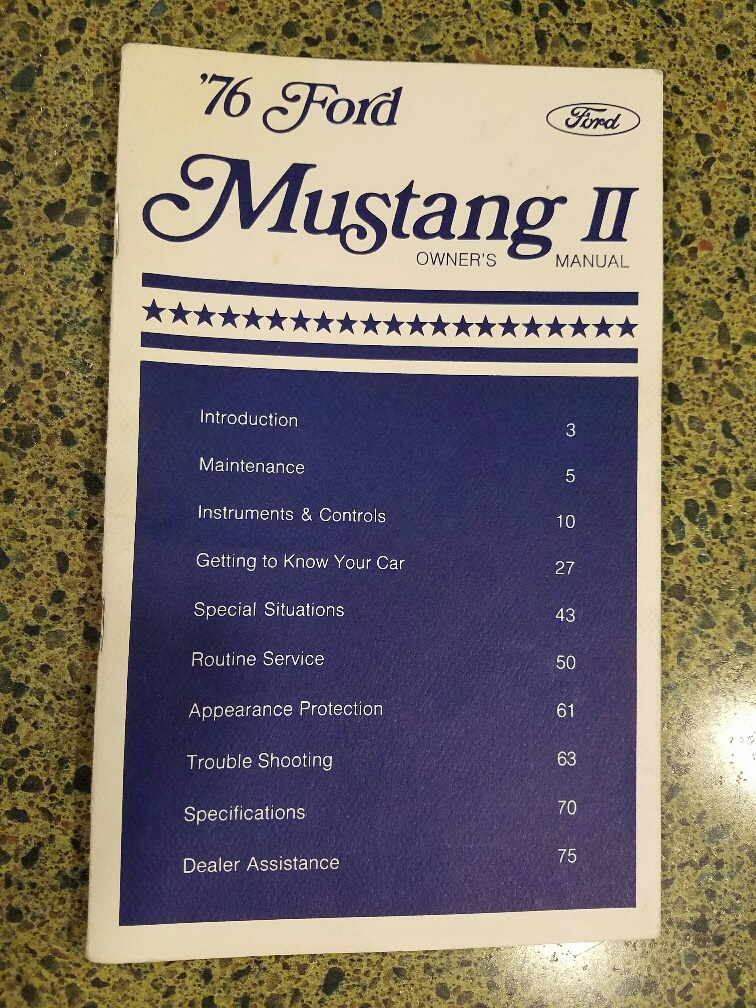 '76 Ford
Ford
Mustang II
OWNER'S MANUAL
Introduction 3
Maintenance 5
Instruments & Controls 10
Getting to Know Your Car 27
Special Situations 43
Routine Service 50
Appearance Protection 61
Trouble Shooting 63
Specifications 70
Dealer Assistance 75